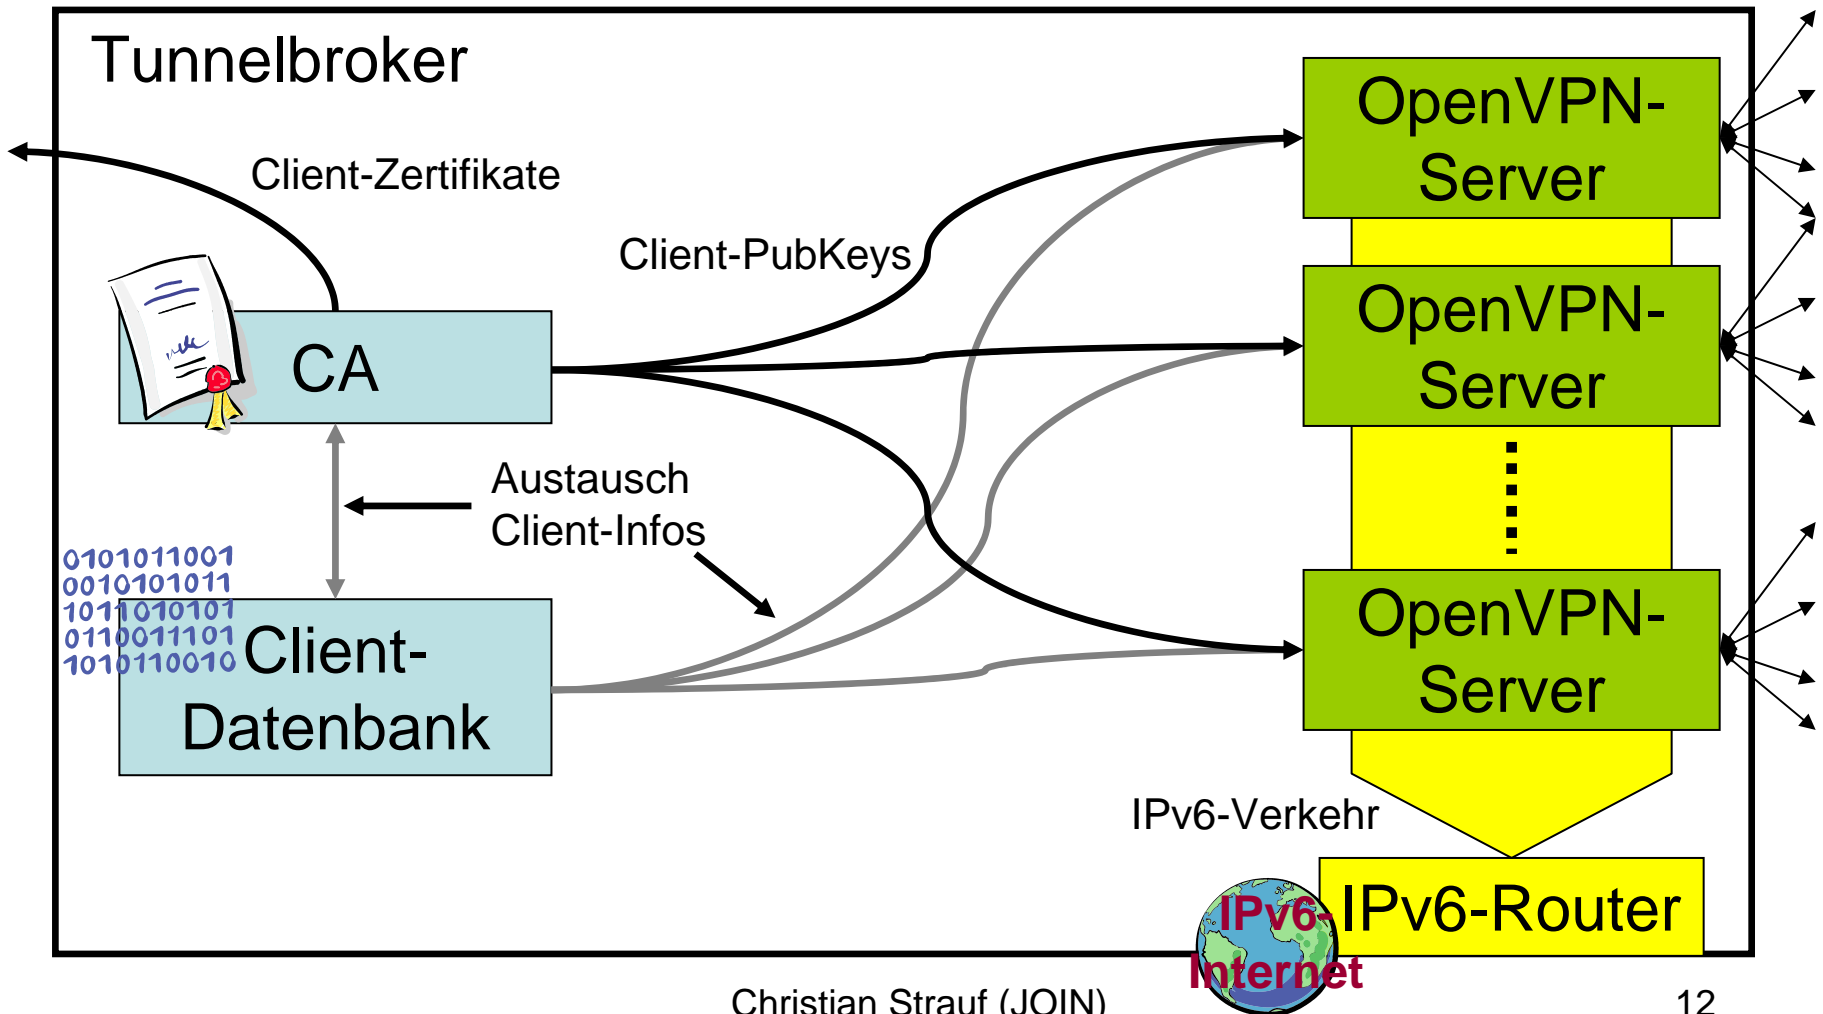 Tunnelbroker
Client-Zertifikate
Client-PubKeys
CA
Austausch
Client-Infos
0101011001
0010101011
1011010101
0110011101
1010110010
Client-
Datenbank
OpenVPN-
Server
OpenVPN-
Server
OpenVPN-
Server
IPv6-Verkehr
IPv6-Router
IPv6-
Internet
Christian Strauf (JOIN)
12